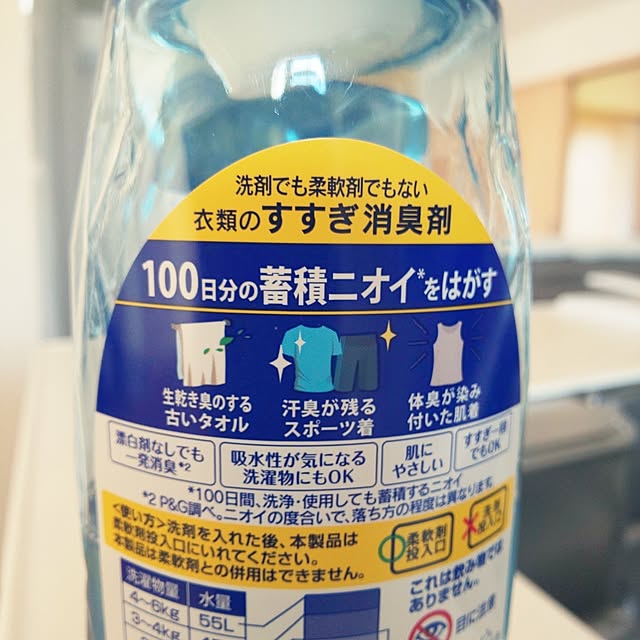 洗剤でも柔軟剤でもない
衣類のすすぎ消臭剤
100日分の蓄積ニオイ*をはがす
生乾き臭のする
古いタオル
汗臭が残る
スポーツ着
体臭が染み
付いた肌着
漂白剤なしでも
一発消臭*2
吸水性が気になる
洗濯物にもOK
肌に
やさしい
すすぎ一回
でもOK
*100日間、洗浄・使用しても蓄積するニオイ
*2 P&G調べ。ニオイの度合いで、落ち方の程度は異なります
<使い方>洗剤を入れた後、本製品は
柔軟剤投入口にいれてください。
本製品は柔軟剤との併用はできません。
柔軟剤
投入口
洗剤
投入口
洗濯物量 水量
4〜6kg 55L
3〜4kg
これは飲み物では
ありません。
目に注意